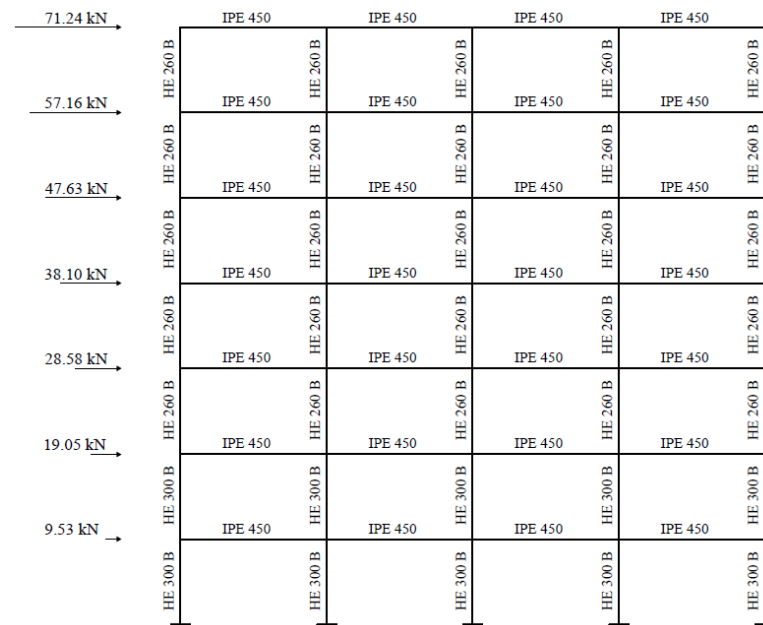 71.24 kN
IPE 450 IPE 450 IPE 450 IPE 450
HE 260 B HE 260 B HE 260 B HE 260 B HE 260 B
57.16 kN
IPE 450 IPE 450 IPE 450 IPE 450
HE 260 B HE 260 B HE 260 B HE 260 B HE 260 B
47.63 kN
IPE 450 IPE 450 IPE 450 IPE 450
HE 260 B HE 260 B HE 260 B HE 260 B HE 260 B
38.10 kN
IPE 450 IPE 450 IPE 450 IPE 450
HE 260 B HE 260 B HE 260 B HE 260 B HE 260 B
28.58 kN
IPE 450 IPE 450 IPE 450 IPE 450
HE 260 B HE 260 B HE 260 B HE 260 B HE 260 B
19.05 kN
IPE 450 IPE 450 IPE 450 IPE 450
HE 300 B HE 300 B HE 300 B HE 300 B HE 300 B
9.53 kN
IPE 450 IPE 450 IPE 450 IPE 450
HE 300 B HE 300 B HE 300 B HE 300 B HE 300 B